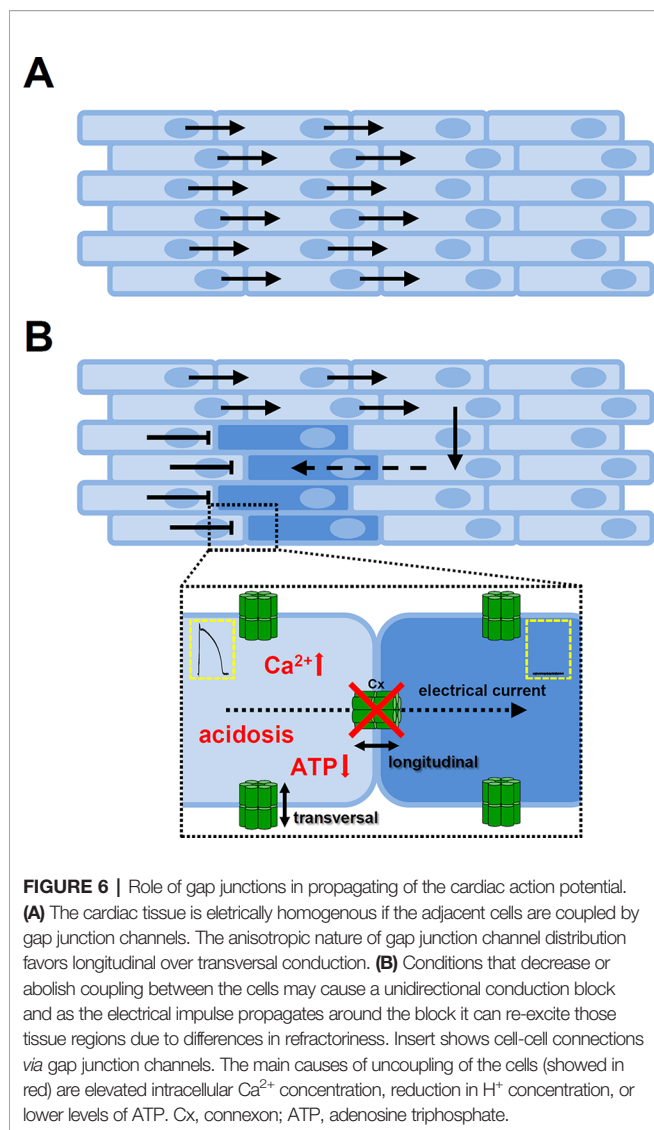 A
B
Ca²⁺
Cx
electrical current
acidosis
longitudinal
ATP
transversal
FIGURE 6 | Role of gap junctions in propagating of the cardiac action potential.
(A) The cardiac tissue is eletrically homogenous if the adjacent cells are coupled by
gap junction channels. The anisotropic nature of gap junction channel distribution
favors longitudinal over transversal conduction. (B) Conditions that decrease or
abolish coupling between the cells may cause a unidirectional conduction block
and as the electrical impulse propagates around the block it can re-excite those
tissue regions due to differences in refractoriness. Insert shows cell-cell connections
via gap junction channels. The main causes of uncoupling of the cells (showed in
red) are elevated intracellular Ca²⁺ concentration, reduction in H⁺ concentration, or
lower levels of ATP. Cx, connexon; ATP, adenosine triphosphate.